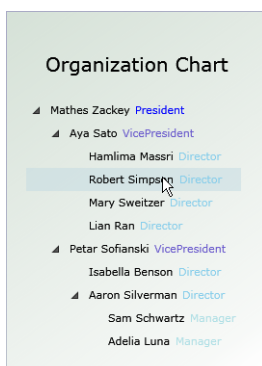 Organization Chart
Mathes Zackey President
Aya Sato VicePresident
Hamlima Massri Director
Robert Simpson Director
Mary Sweitzer Director
Lian Ran Director
Petar Sofianski VicePresident
Isabella Benson Director
Aaron Silverman Director
Sam Schwartz Manager
Adelia Luna Manager